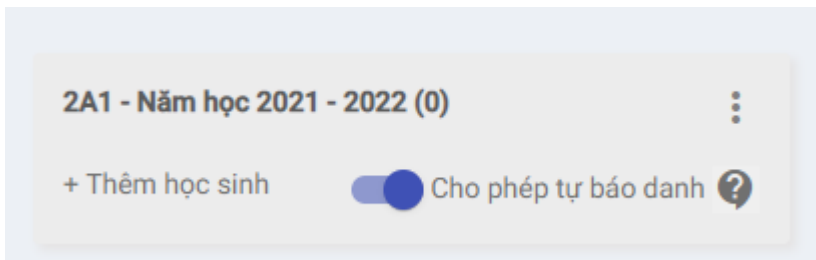 2A1 - Năm học 2021 - 2022 (0)
+ Thêm học sinh Cho phép tự báo danh ?